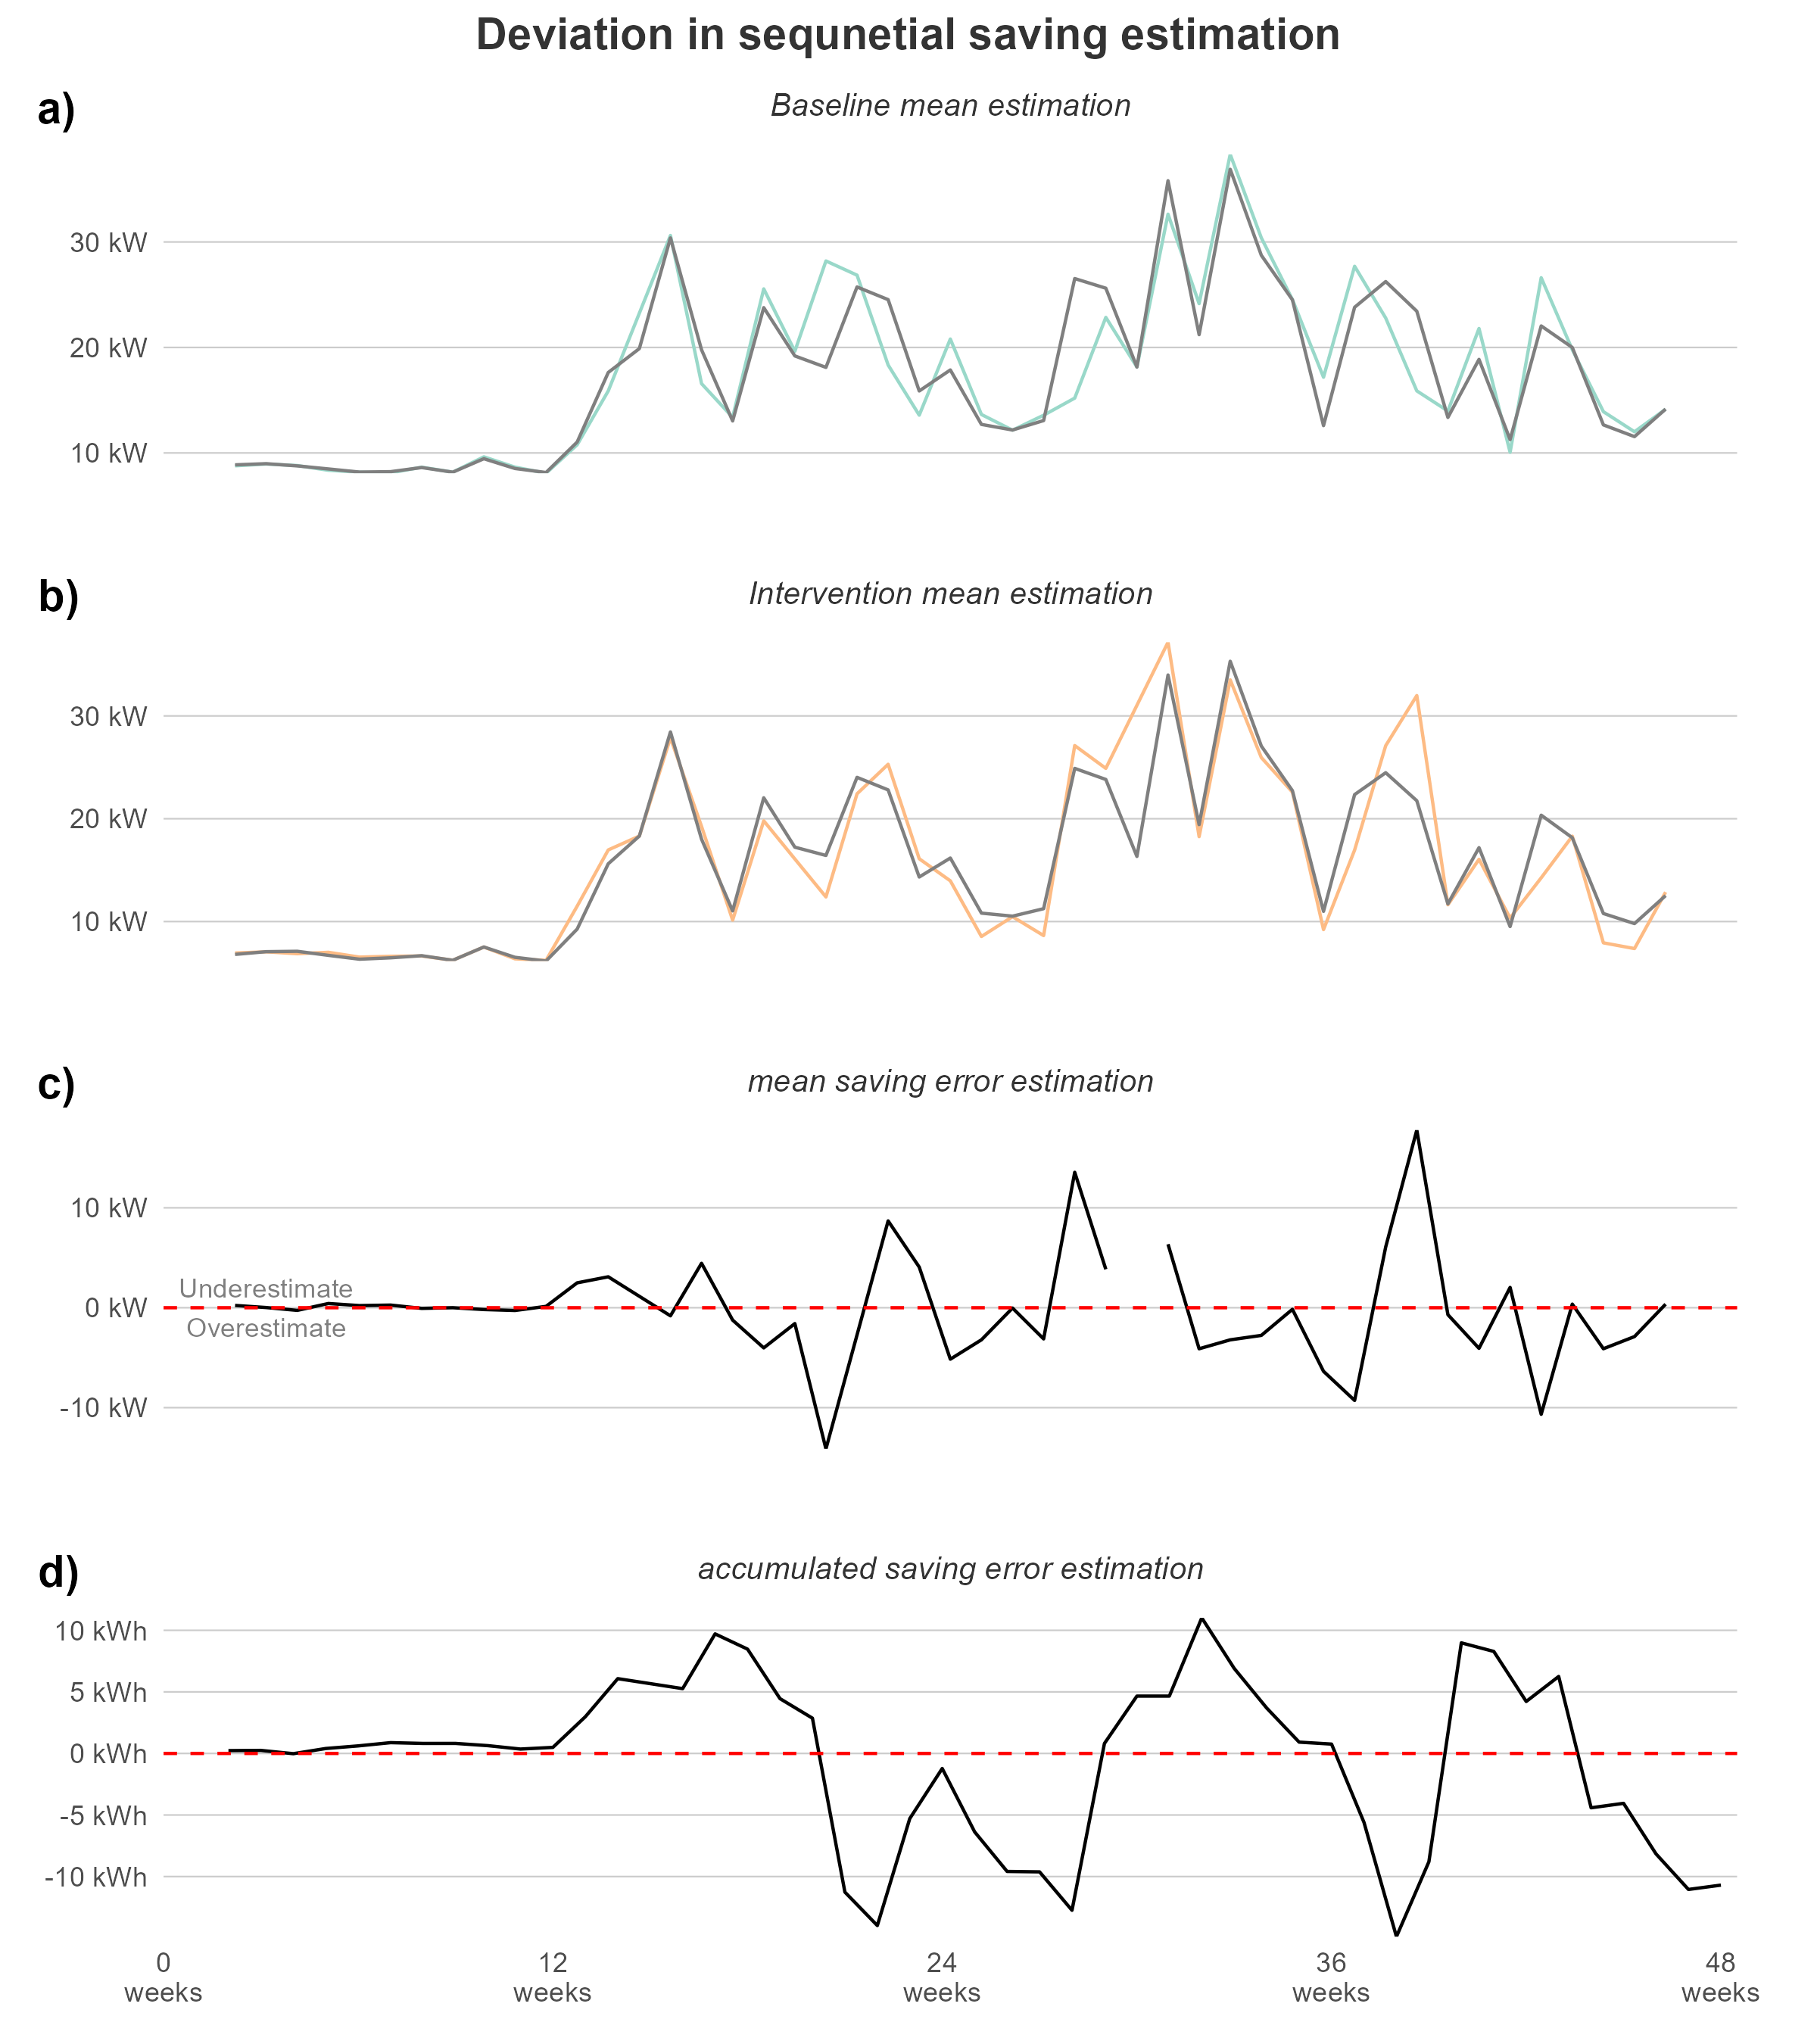 Deviation in sequnetial saving estimation
a)
Baseline mean estimation
30 kW
20 kW
10 kW
b)
Intervention mean estimation
30 kW
20 kW
10 kW
c)
mean saving error estimation
10 kW
Underestimate
0 kW
Overestimate
-10 kW
d)
accumulated saving error estimation
10 kWh
5 kWh
0 kWh
-5 kWh
-10 kWh
0 12 24 36 48
weeks weeks weeks weeks weeks